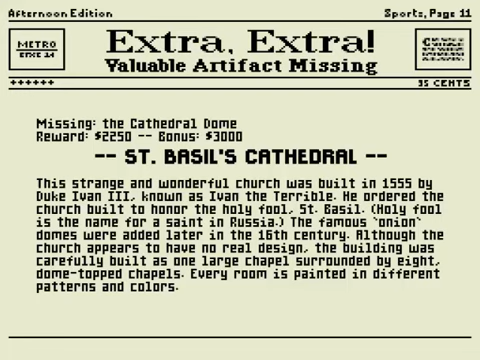 Afternoon Edition
Sports, Page 11
METRO
Extra, Extra!
Valuable Artifact Missing
++++++
35 CENTS
Missing: the Cathedral Dome
Reward: $2250 -- Bonus: $3000
-- ST. BASIL'S CATHEDRAL --
This strange and wonderful church was built in 1555 by
Duke Ivan III, known as Ivan the Terrible. He ordered the
church built to honor the holy fool, St. Basil. (Holy fool
is the name for a saint in Russia.) The famous `onion`
domes were added later in the 16th century. Although the
church appears to have no real design, the building was
carefully built as one large chapel surrounded by eight,
dome-topped chapels. Every room is painted in different
patterns and colors.